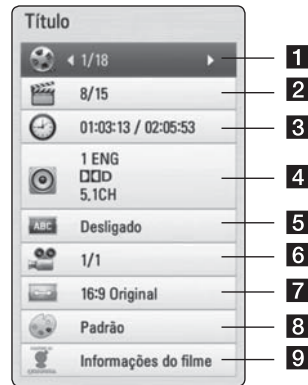 Título
1/18
1
8/15
2
01:03:13 / 02:05:53
3
1 ENG
D
5.1CH
4
ABC
Desligado
5
1/1
6
16:9 Original
7
Padrão
8
Informações do filme
9